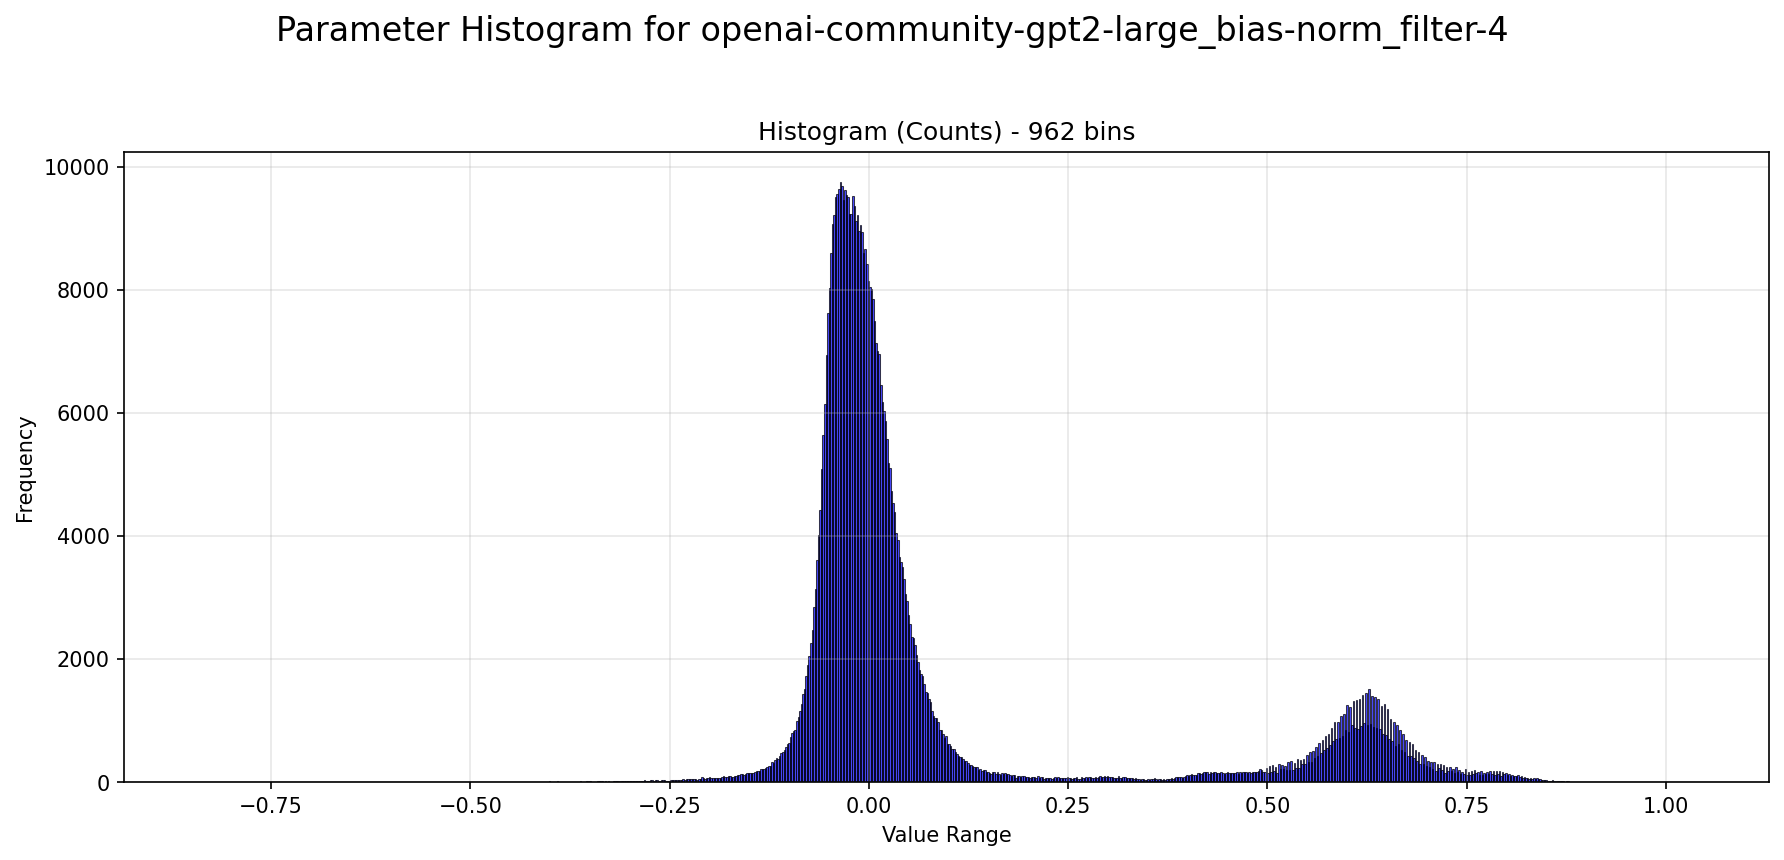 Parameter Histogram for openai-community-gpt2-large_bias-norm_filter-4
Histogram (Counts) - 962 bins
10000
8000
6000
4000
2000
0
Frequency
−0.75 −0.50 −0.25 0.00 0.25 0.50 0.75 1.00
Value Range